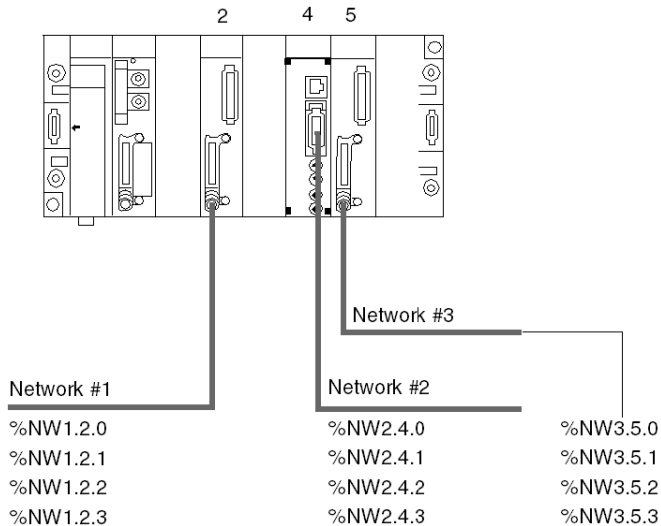 2 4 5
Network #3
Network #1
Network #2
%NW1.2.0 %NW2.4.0 %NW3.5.0
%NW1.2.1 %NW2.4.1 %NW3.5.1
%NW1.2.2 %NW2.4.2 %NW3.5.2
%NW1.2.3 %NW2.4.3 %NW3.5.3